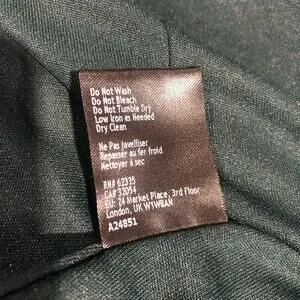 Do Not Wash
Do Not Bleach
Do Not Tumble Dry
Low Iron as Needed
Dry Clean
Ne Pas Javelliser
Repasser au fer froid
Nettoyer à sec
RN# 62335
CA# 32054
EU: 24 Market Place, 3rd Floor
London, UK W1W8AN
A24851